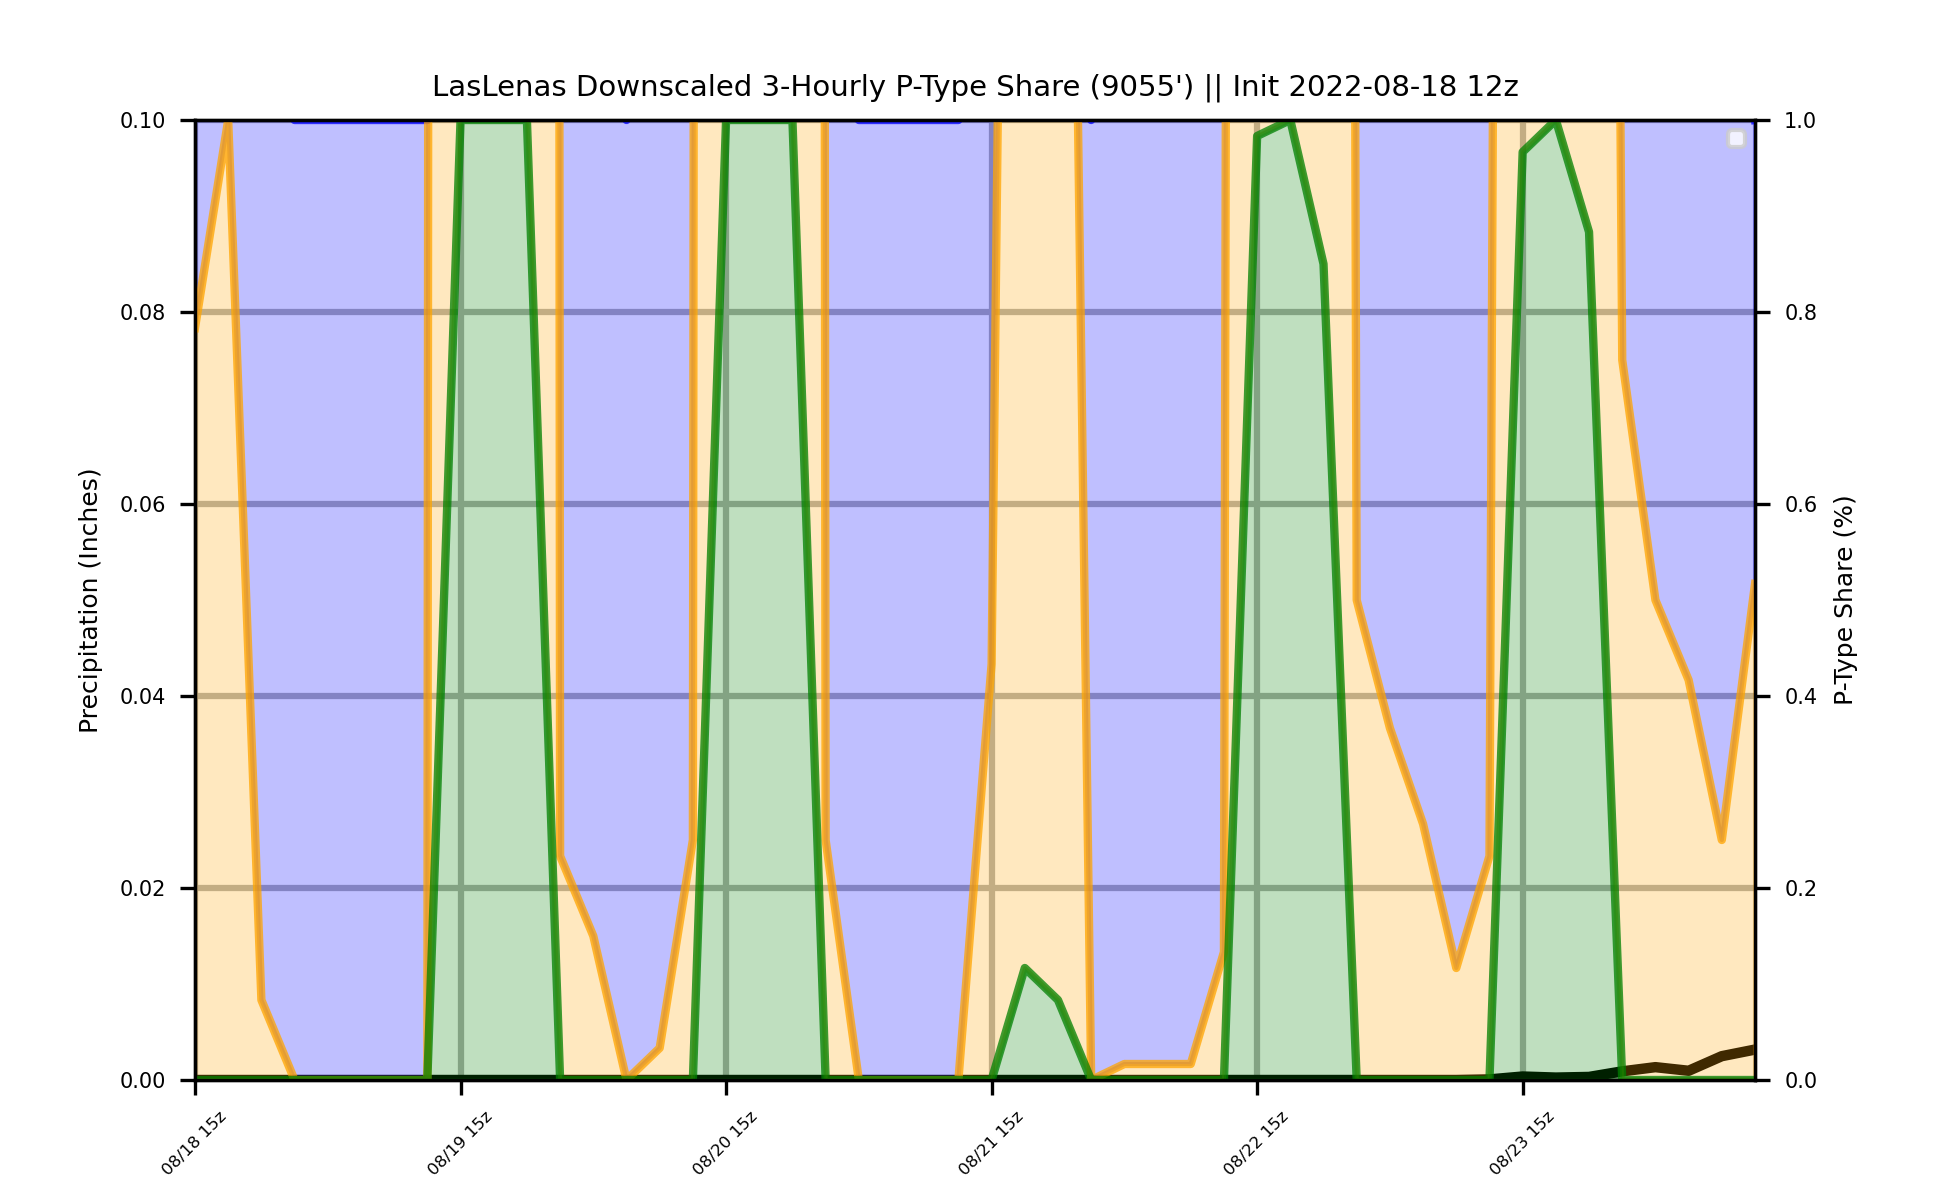 LasLenas Downscaled 3-Hourly P-Type Share (9055') || Init 2022-08-18 12z
0.10
0.08
0.06
0.04
0.02
0.00
Precipitation (Inches)
1.0
0.8
0.6
0.4
0.2
0.0
P-Type Share (%)
08/18 15z
08/19 15z
08/20 15z
08/21 15z
08/22 15z
08/23 15z